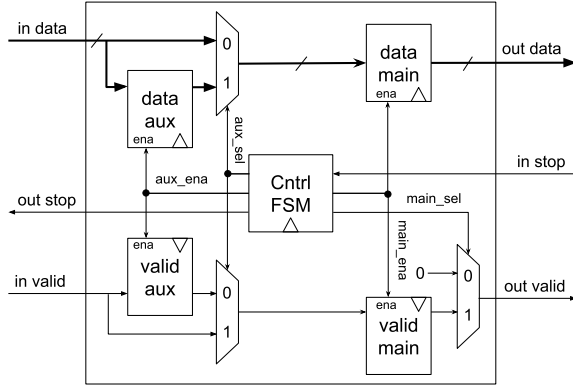 in data
out data
0
1
data
main
ena
data
aux
ena
aux_sel
aux_ena
Cntrl
FSM
in stop
out stop
main_sel
main_ena
ena
valid
aux
in valid
0
1
0
0
1
ena
valid
main
out valid